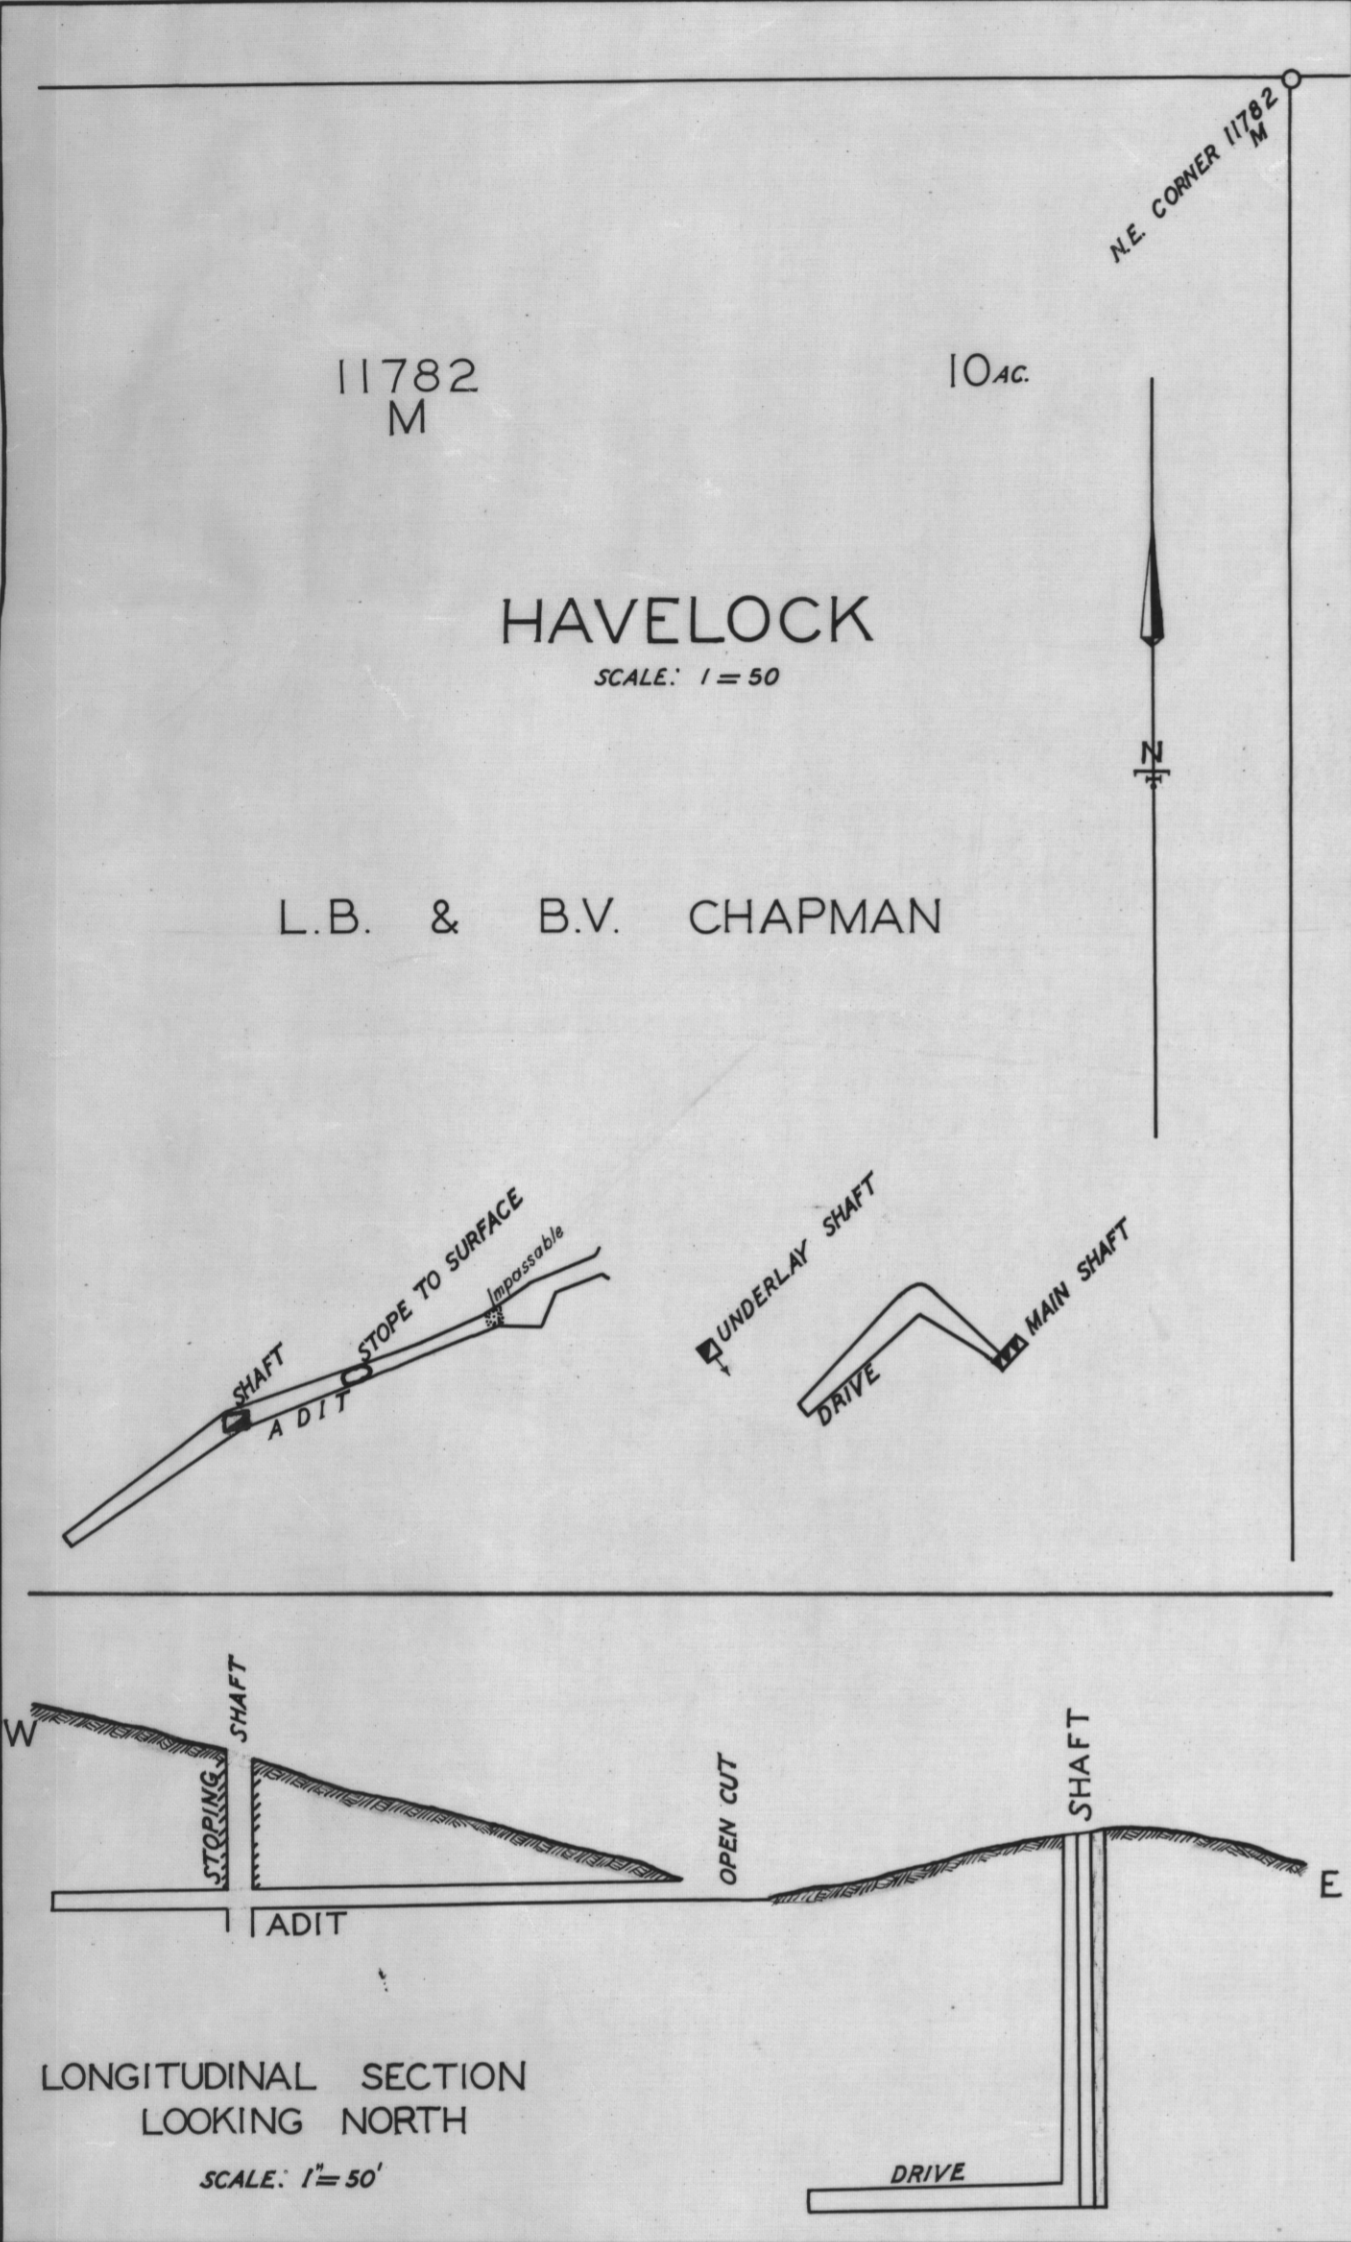 N.E. CORNER 11782
M
11782
M
10 AC.
HAVELOCK
SCALE: 1 = 50
N
L.B. & B.V. CHAPMAN
SHAFT
STOPE TO SURFACE
Impassable
ADIT
UNDERLAY SHAFT
MAIN SHAFT
DRIVE
W
SHAFT
STOPING
OPEN CUT
SHAFT
E
ADIT
LONGITUDINAL SECTION
LOOKING NORTH
SCALE: 1"= 50'
DRIVE